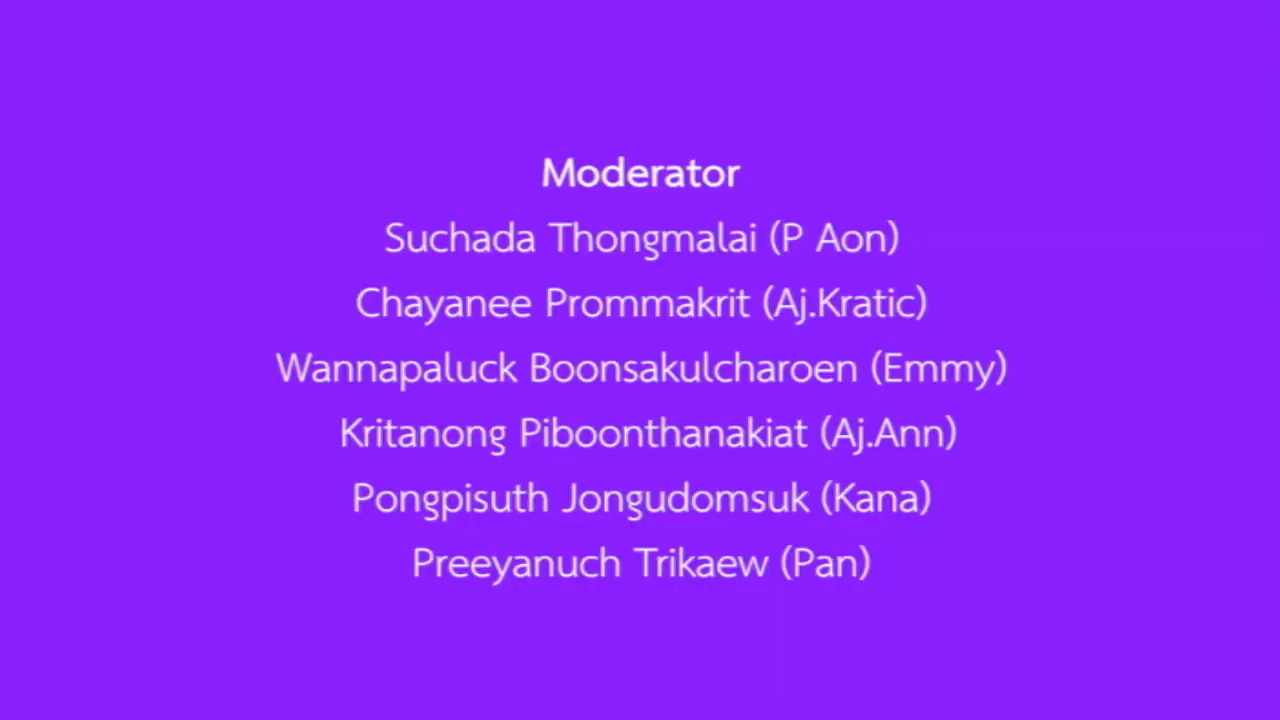 Moderator
Suchada Thongmalai (P Aon)
Chayanee Prommakrit (Aj.Kratic)
Wannapaluck Boonsakulcharoen (Emmy)
Kritanong Piboonthanakiat (Aj.Ann)
Pongpisuth Jongudomsuk (Kana)
Preeyanuch Trikaew (Pan)